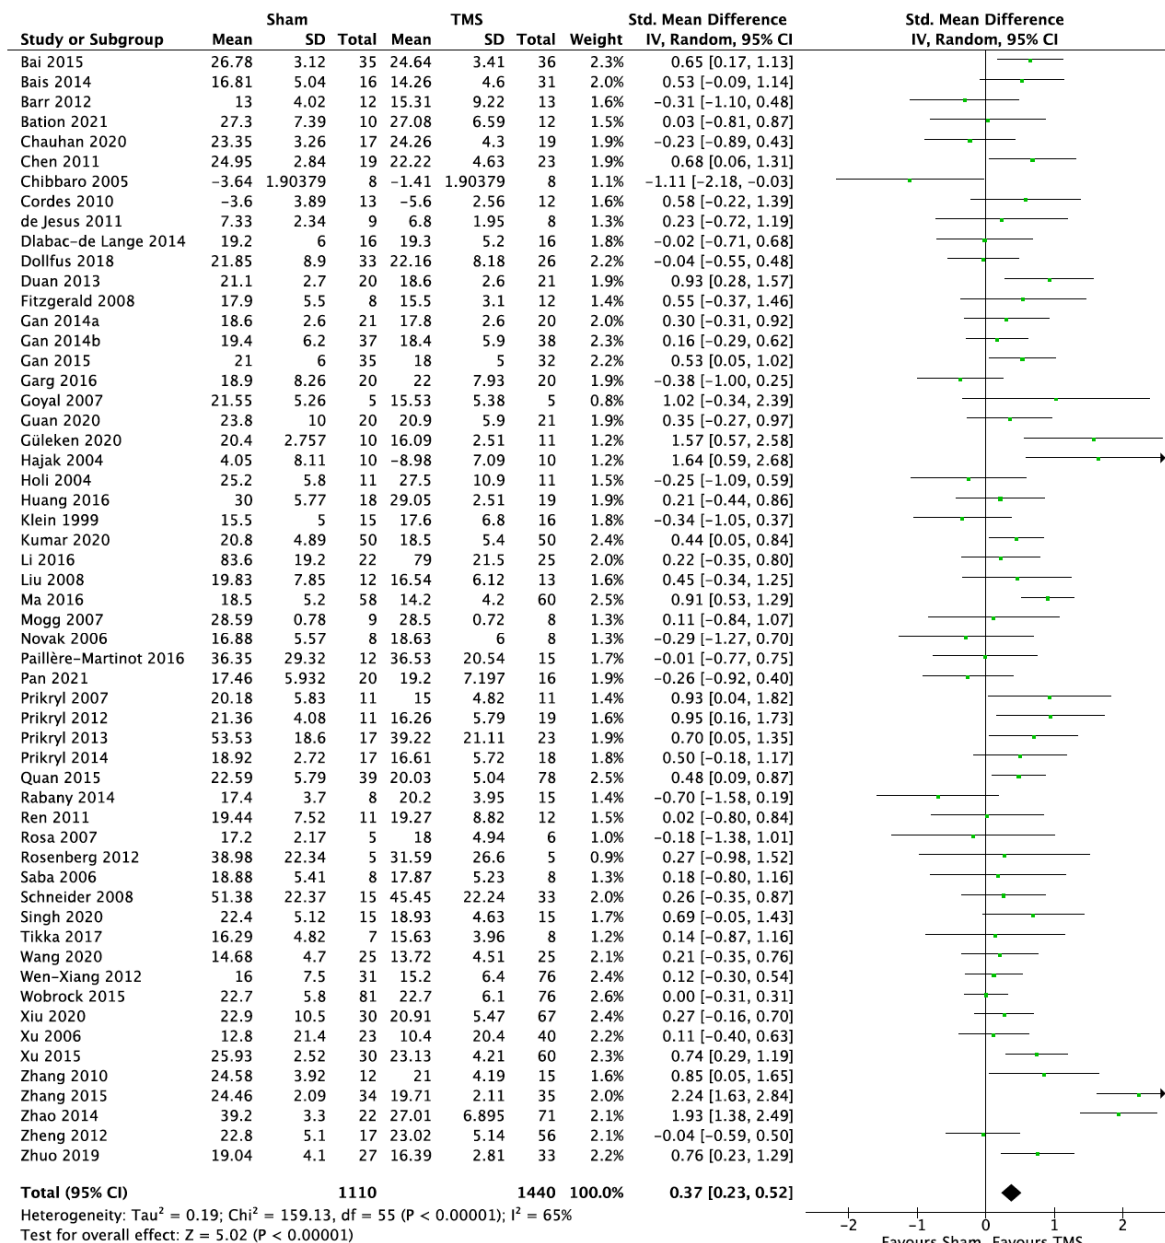 Sham TMS Std. Mean Difference Std. Mean Difference
Study or Subgroup Mean SD Total Mean SD Total Weight IV, Random, 95% CI IV, Random, 95% CI
Bai 2015 26.78 3.12 35 24.64 3.41 36 2.3% 0.65 [0.17, 1.13]
Bais 2014 16.81 5.04 16 14.26 4.6 31 2.0% 0.53 [−0.09, 1.14]
Barr 2012 13 4.02 12 15.31 9.22 13 1.6% −0.31 [−1.10, 0.48]
Bation 2021 27.3 7.39 10 27.08 6.59 12 1.5% 0.03 [−0.81, 0.87]
Chauhan 2020 23.35 3.26 17 24.26 4.3 19 1.9% −0.23 [−0.89, 0.43]
Chen 2011 24.95 2.84 19 22.22 4.63 23 1.9% 0.68 [0.06, 1.31]
Chibbaro 2005 −3.64 1.90379 8 −1.41 1.90379 8 1.1% −1.11 [−2.18, −0.03]
Cordes 2010 −3.6 3.89 13 −5.6 2.56 12 1.6% 0.58 [−0.22, 1.39]
de Jesus 2011 7.33 2.34 9 6.8 1.95 8 1.3% 0.23 [−0.72, 1.19]
Dlabac−de Lange 2014 19.2 6 16 19.3 5.2 16 1.8% −0.02 [−0.71, 0.68]
Dollfus 2018 21.85 8.9 33 22.16 8.18 26 2.2% −0.04 [−0.55, 0.48]
Duan 2013 21.1 2.7 20 18.6 2.6 21 1.9% 0.93 [0.28, 1.57]
Fitzgerald 2008 17.9 5.5 8 15.5 3.1 12 1.4% 0.55 [−0.37, 1.46]
Gan 2014a 18.6 2.6 21 17.8 2.6 20 2.0% 0.30 [−0.31, 0.92]
Gan 2014b 19.4 6.2 37 18.4 5.9 38 2.3% 0.16 [−0.29, 0.62]
Gan 2015 21 6 35 18 5 32 2.2% 0.53 [0.05, 1.02]
Garg 2016 18.9 8.26 20 22 7.93 20 1.9% −0.38 [−1.00, 0.25]
Goyal 2007 21.55 5.26 5 15.53 5.38 5 0.8% 1.02 [−0.34, 2.39]
Guan 2020 23.8 10 20 20.9 5.9 21 2.0% 0.35 [−0.27, 0.97]
Güleken 2020 20.4 2.757 10 16.09 2.51 11 1.2% 1.57 [0.57, 2.58]
Hajak 2004 4.05 8.11 10 −8.98 7.09 10 1.2% 1.64 [0.59, 2.68]
Holi 2004 25.2 5.8 11 27.5 10.9 11 1.5% −0.25 [−1.09, 0.59]
Huang 2016 30 5.77 18 29.05 2.51 19 1.9% 0.21 [−0.44, 0.86]
Klein 1999 15.5 5 15 17.6 6.8 16 1.8% −0.34 [−1.05, 0.37]
Kumar 2020 20.8 4.89 50 18.5 5.4 50 2.4% 0.44 [0.05, 0.84]
Li 2016 83.6 19.2 22 79 21.5 25 2.0% 0.22 [−0.35, 0.80]
Liu 2008 19.83 7.85 12 16.54 6.12 13 1.6% 0.45 [−0.34, 1.25]
Ma 2016 18.5 5.2 58 14.2 4.2 60 2.5% 0.91 [0.53, 1.29]
Mogg 2007 28.59 0.78 9 28.5 0.72 8 1.3% 0.11 [−0.84, 1.07]
Novak 2006 16.88 5.57 8 18.63 6 8 1.3% −0.29 [−1.27, 0.70]
Paillère−Martinot 2016 36.35 29.32 12 36.53 20.54 15 1.7% −0.01 [−0.77, 0.75]
Pan 2021 17.46 5.932 20 19.2 7.197 16 1.9% −0.26 [−0.92, 0.40]
Prikryl 2007 20.18 5.83 11 15 4.82 11 1.4% 0.93 [0.04, 1.82]
Prikryl 2012 21.36 4.08 11 16.26 5.79 19 1.6% 0.95 [0.16, 1.73]
Prikryl 2013 53.53 18.6 17 39.22 21.11 23 1.9% 0.70 [0.05, 1.35]
Prikryl 2014 18.92 2.72 17 16.61 5.72 18 1.8% 0.50 [−0.18, 1.17]
Quan 2015 22.59 5.79 39 20.03 5.04 78 2.5% 0.48 [0.09, 0.87]
Rabany 2014 17.4 3.7 8 20.2 3.95 15 1.4% −0.70 [−1.58, 0.19]
Ren 2011 19.44 7.52 11 19.27 8.82 12 1.5% 0.02 [−0.80, 0.84]
Rosa 2007 17.2 2.17 5 18 4.94 6 1.0% −0.18 [−1.38, 1.01]
Rosenberg 2012 38.98 22.34 5 31.59 26.6 5 0.9% 0.27 [−0.98, 1.52]
Saba 2006 18.88 5.41 8 17.87 5.23 8 1.3% 0.18 [−0.80, 1.16]
Schneider 2008 51.38 22.37 15 45.45 22.24 33 2.0% 0.26 [−0.35, 0.87]
Singh 2020 22.4 5.12 15 18.93 4.63 15 1.7% 0.69 [−0.05, 1.43]
Tikka 2017 16.29 4.82 7 15.63 3.96 8 1.2% 0.14 [−0.87, 1.16]
Wang 2020 14.68 4.7 25 13.72 4.51 25 2.1% 0.21 [−0.35, 0.76]
Wen−Xiang 2012 16 7.5 31 15.2 6.4 76 2.4% 0.12 [−0.30, 0.54]
Wobrock 2015 22.7 5.8 81 22.7 6.1 76 2.6% 0.00 [−0.31, 0.31]
Xiu 2020 22.9 10.5 30 20.91 5.47 67 2.3% 0.27 [−0.16, 0.70]
Xu 2006 12.8 21.4 23 10.4 20.4 40 2.2% 0.11 [−0.40, 0.63]
Xu 2015 25.93 2.52 30 23.13 4.21 60 2.3% 0.74 [0.29, 1.19]
Zhang 2010 24.58 3.92 12 21 4.19 15 1.6% 0.85 [0.05, 1.65]
Zhang 2015 24.46 2.09 34 19.71 2.11 35 2.0% 2.24 [1.63, 2.84]
Zhao 2014 39.2 3.3 22 27.01 6.895 71 2.1% 1.93 [1.38, 2.49]
Zheng 2012 22.8 5.1 17 23.02 5.14 56 2.1% −0.04 [−0.59, 0.50]
Zhuo 2019 19.04 4.1 27 16.39 2.81 33 2.2% 0.76 [0.23, 1.29]
Total (95% CI) 1110 1440 100.0% 0.37 [0.23, 0.52]
Heterogeneity: Tau² = 0.19; Chi² = 159.13, df = 55 (P < 0.00001); I² = 65%
Test for overall effect: Z = 5.02 (P < 0.00001)
−2 −1 0 1 2
Favours Sham Favours TMS